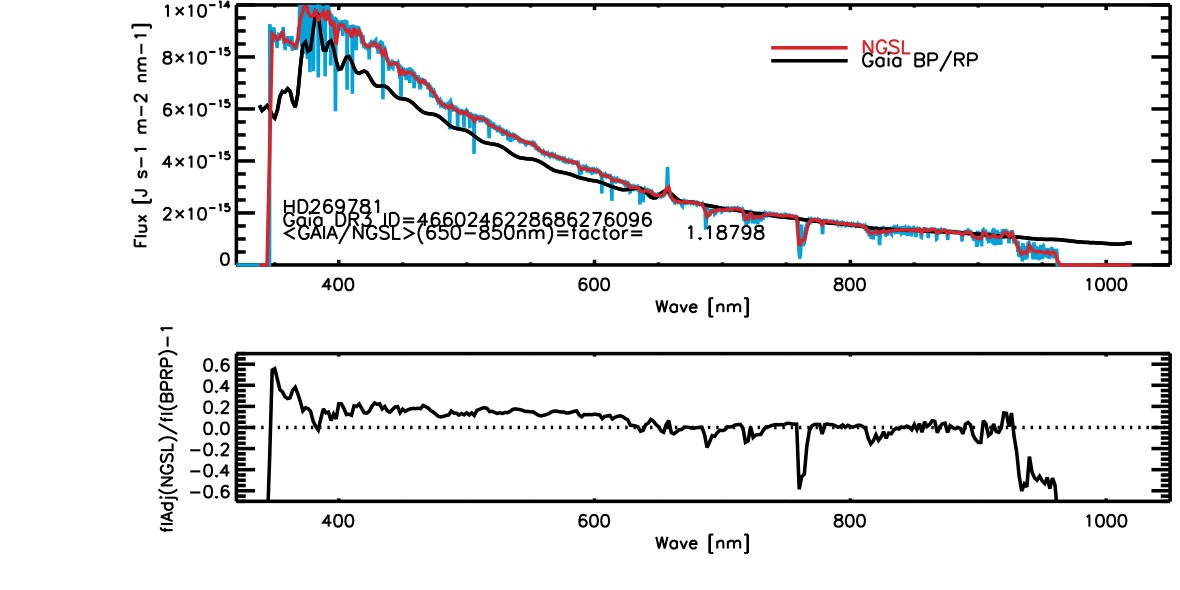 1×10−14
8×10−15
6×10−15
4×10−15
2×10−15
0
Flux [J s−1 m−2 nm−1]
NGSL
Gaia BP/RP
HD269781
Gaia DR3 ID=4660246228686276096
<GAIA/NGSL>(650−850nm)=factor= 1.18798
400 600 800 1000
Wave [nm]
flAdj(NGSL)/fl(BPRP)−1
0.6
0.4
0.2
0.0
−0.2
−0.4
−0.6
400 600 800 1000
Wave [nm]